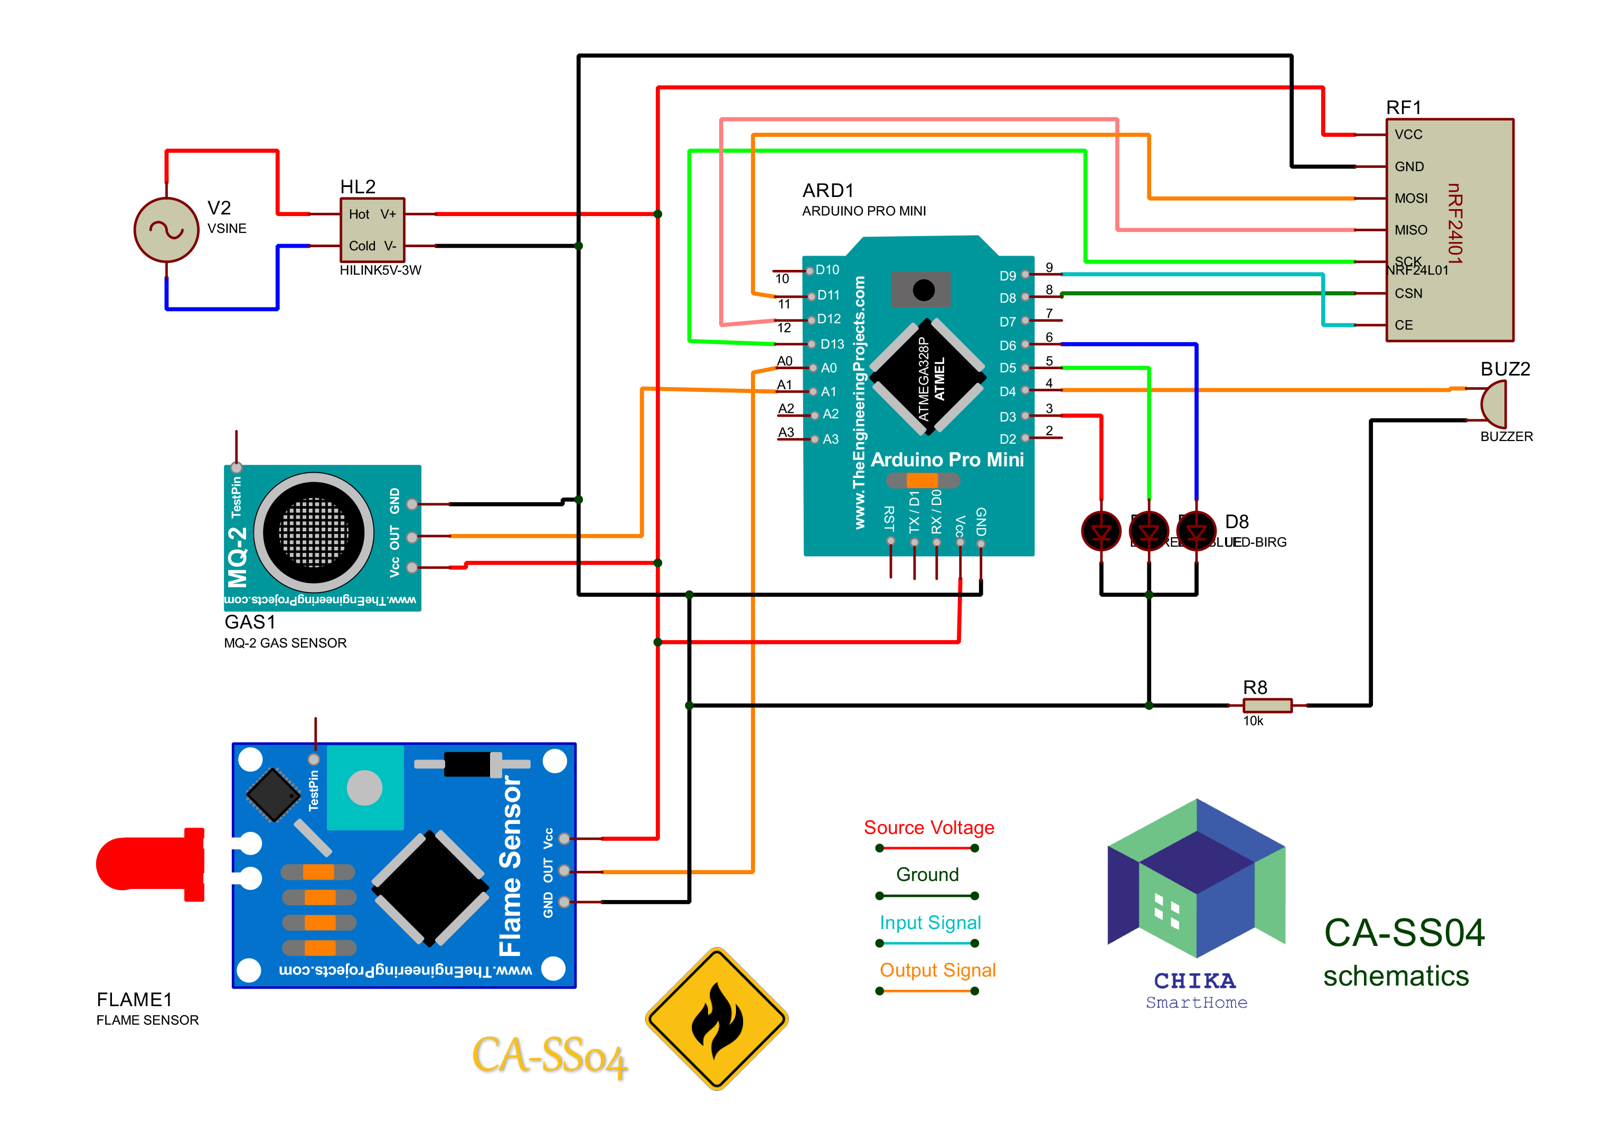 RF1
VCC
GND
MOSI
MISO
SCK
NRF24L01
CSN
CE
nRF24l01
V2
VSINE
HL2
Hot V+
Cold V-
HILINK5V-3W
ARD1
ARDUINO PRO MINI
10 D10
11 D11
12 D12
D13
A0 A0
A1 A1
A2 A2
A3 A3
D9 9
D8 8
D7 7
D6 6
D5 5
D4 4
D3 3
D2 2
www.TheEngineeringProjects.com
ATMEGA328P
ATMEL
Arduino Pro Mini
RST
TX / D1
RX / D0
Vcc
GND
BUZ2
BUZZER
D8
LED-BIRG
TestPin
MQ-2
GND
OUT
Vcc
www.TheEngineeringProjects.com
GAS1
MQ-2 GAS SENSOR
R8
10k
TestPin
Flame Sensor
Vcc
OUT
GND
www.TheEngineeringProjects.com
FLAME1
FLAME SENSOR
CA-SS04
Source Voltage
Ground
Input Signal
Output Signal
CHIKA
SmartHome
CA-SS04
schematics